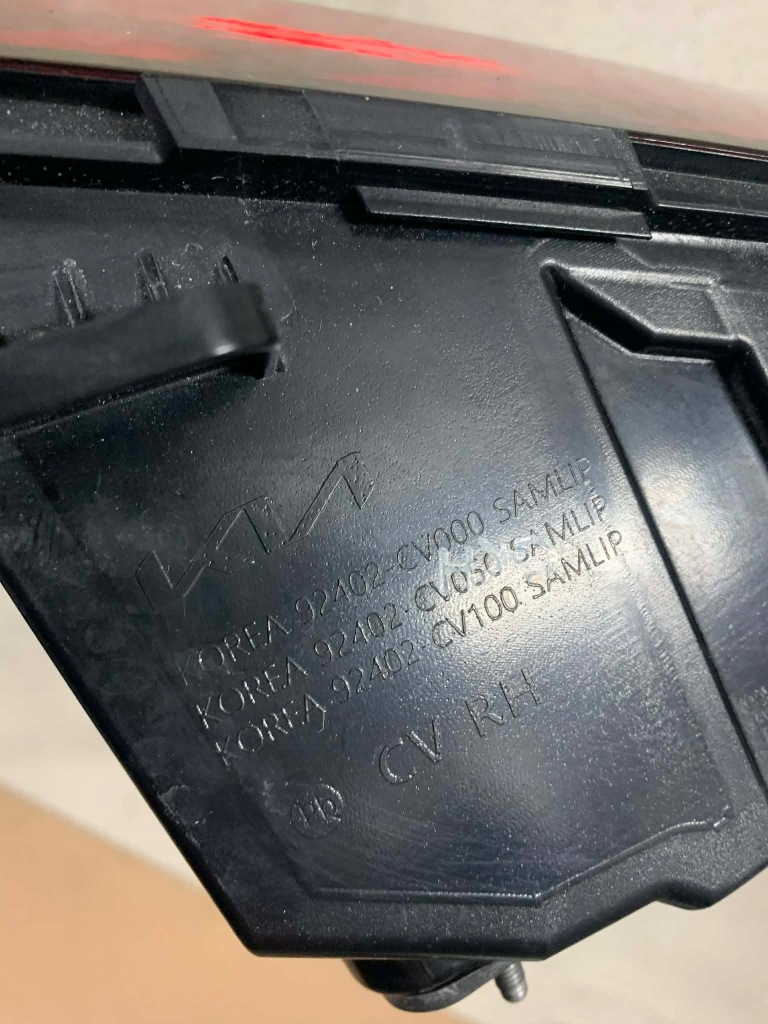 KIA
KOREA 92402-CV000 SAMLIP
KOREA 92402-CV050 SAMLIP
KOREA 92402-CV100 SAMLIP
CV RH